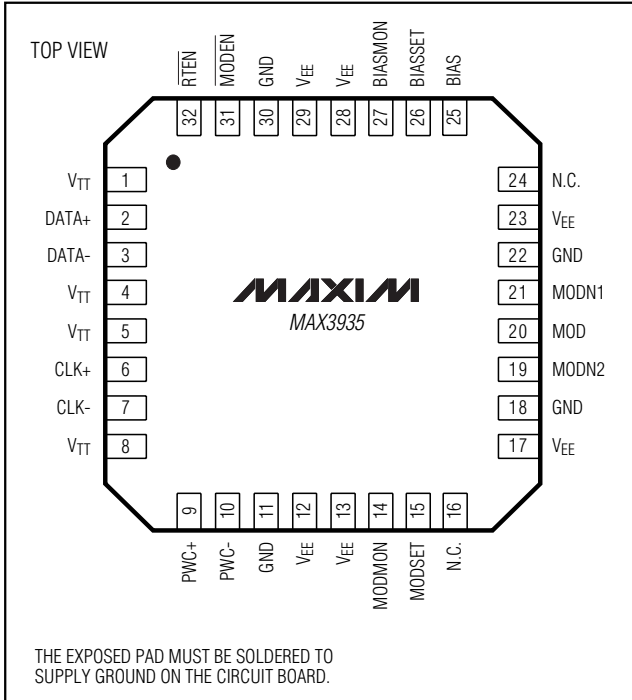 TOP VIEW
RTEN
MODEN
GND
VEE
VEE
BIASMON
BIASSET
BIAS
32
31
30
29
28
27
26
25
VTT 1
DATA+ 2
DATA- 3
VTT 4
VTT 5
CLK+ 6
CLK- 7
VTT 8
MAXIM
MAX3935
24 N.C.
23 VEE
22 GND
21 MODN1
20 MOD
19 MODN2
18 GND
17 VEE
9
10
11
12
13
14
15
16
PWC+
PWC-
GND
VEE
VEE
MODMON
MODSET
N.C.
THE EXPOSED PAD MUST BE SOLDERED TO
SUPPLY GROUND ON THE CIRCUIT BOARD.